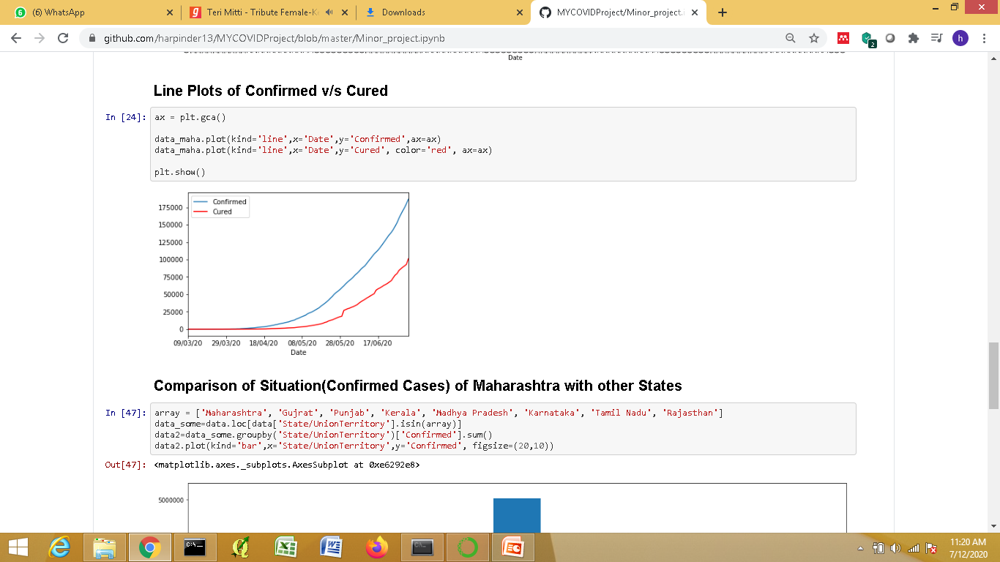 (6) WhatsApp
Teri Mitti - Tribute Female-K
Downloads
MYCOVIDProject/Minor_project.
github.com/harpinder13/MYCOVIDProject/blob/master/Minor_project.ipynb
2
h
Date
Line Plots of Confirmed v/s Cured
In [24]:
ax = plt.gca()
data_maha.plot(kind='line',x='Date',y='Confirmed',ax=ax)
data_maha.plot(kind='line',x='Date',y='Cured', color='red', ax=ax)
plt.show()
Confirmed
Cured
175000
150000
125000
100000
75000
50000
25000
0
09/03/20 29/03/20 18/04/20 08/05/20 28/05/20 17/06/20
Date
Comparison of Situation(Confirmed Cases) of Maharashtra with other States
In [47]:
array = ['Maharashtra', 'Gujrat', 'Punjab', 'Kerala', 'Madhya Pradesh', 'Karnataka', 'Tamil Nadu', 'Rajasthan']
data_some=data.loc[data['State/UnionTerritory'].isin(array)]
data2=data_some.groupby('State/UnionTerritory')['Confirmed'].sum()
data2.plot(kind='bar',x='State/UnionTerritory',y='Confirmed', figsize=(20,10))
Out[47]: <matplotlib.axes._subplots.AxesSubplot at 0xe6292e8>
5000000
11:20 AM
7/12/2020